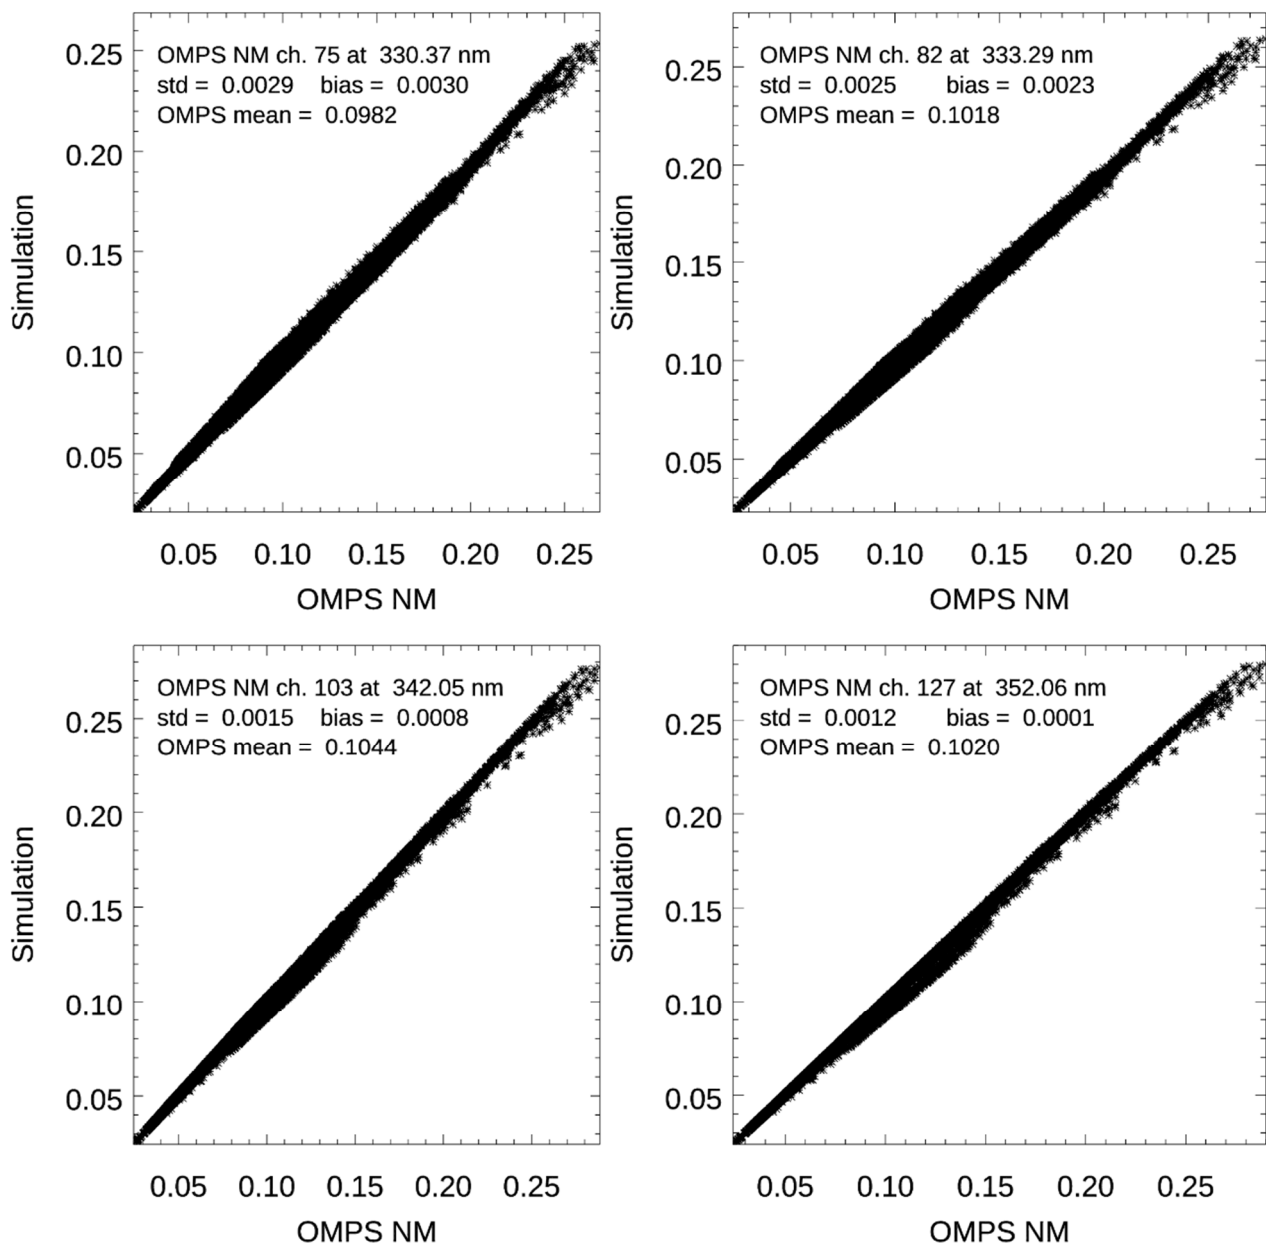 OMPS NM ch. 75 at 330.37 nm
std = 0.0029 bias = 0.0030
OMPS mean = 0.0982
0.25
0.20
0.15
0.10
0.05
Simulation
0.05 0.10 0.15 0.20 0.25
OMPS NM
OMPS NM ch. 82 at 333.29 nm
std = 0.0025 bias = 0.0023
OMPS mean = 0.1018
0.25
0.20
0.15
0.10
0.05
Simulation
0.05 0.10 0.15 0.20 0.25
OMPS NM
OMPS NM ch. 103 at 342.05 nm
std = 0.0015 bias = 0.0008
OMPS mean = 0.1044
0.25
0.20
0.15
0.10
0.05
Simulation
0.05 0.10 0.15 0.20 0.25
OMPS NM
OMPS NM ch. 127 at 352.06 nm
std = 0.0012 bias = 0.0001
OMPS mean = 0.1020
0.25
0.20
0.15
0.10
0.05
Simulation
0.05 0.10 0.15 0.20 0.25
OMPS NM